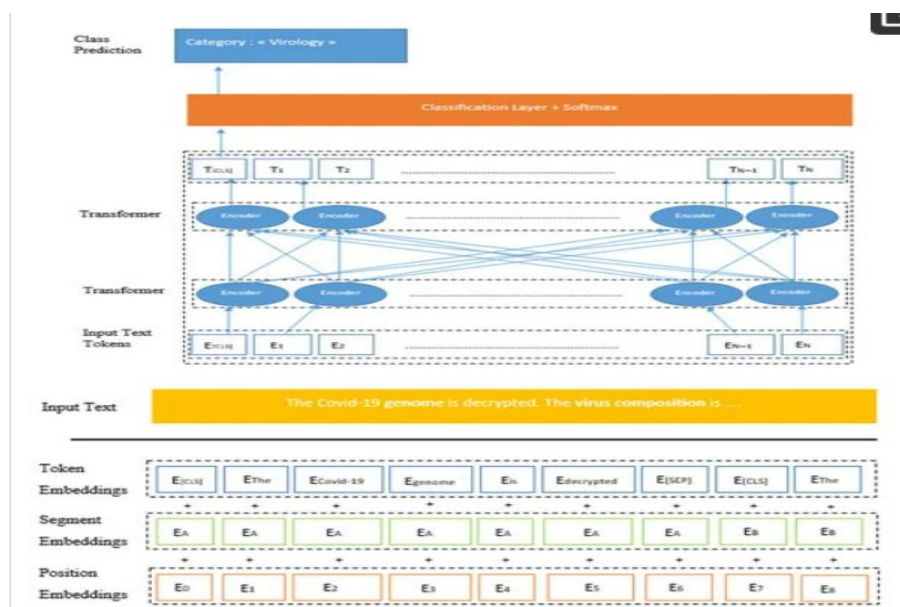 Class
Prediction
Category : « Virology »
Classification Layer + Softmax
T[CLS] T1 T2 ........ TN-1 TN
Transformer
Encoder Encoder ........ Encoder Encoder
Transformer
Encoder Encoder ........ Encoder Encoder
Input Text
Tokens
E[CLS] E1 E2 ........ EN-1 EN
Input Text
The Covid-19 genome is decrypted. The virus composition is ....
Token
Embeddings
E[CLS] EThe ECovid-19 Egenome Eis Edecrypted E[SEP] E[CLS] EThe
+ + + + + + + + +
Segment
Embeddings
EA EA EA EA EA EA EA EB EB
+ + + + + + + + +
Position
Embeddings
E0 E1 E2 E3 E4 E5 E6 E7 E8